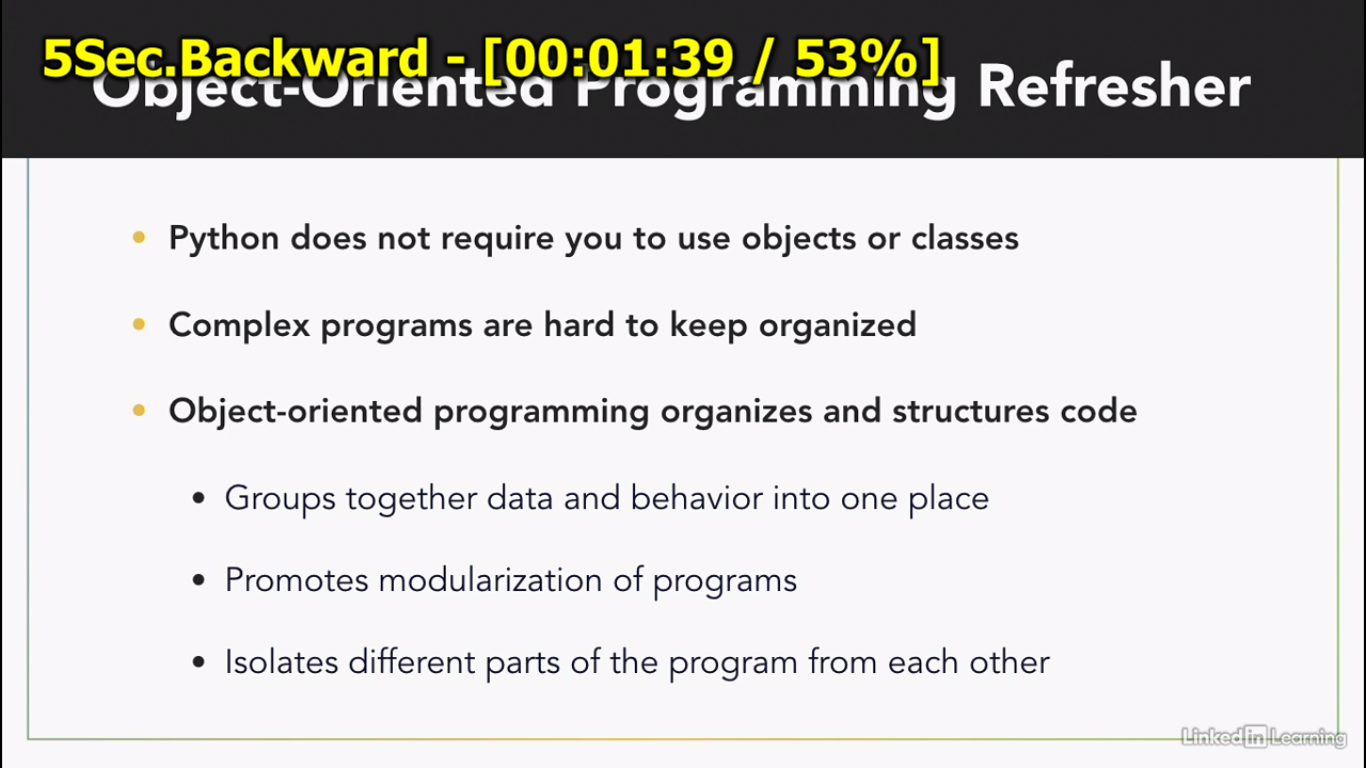 5Sec.Backward - [00:01:39 / 53%]
Object-Oriented Programming Refresher
• Python does not require you to use objects or classes
• Complex programs are hard to keep organized
• Object-oriented programming organizes and structures code
• Groups together data and behavior into one place
• Promotes modularization of programs
• Isolates different parts of the program from each other
Linked in Learning